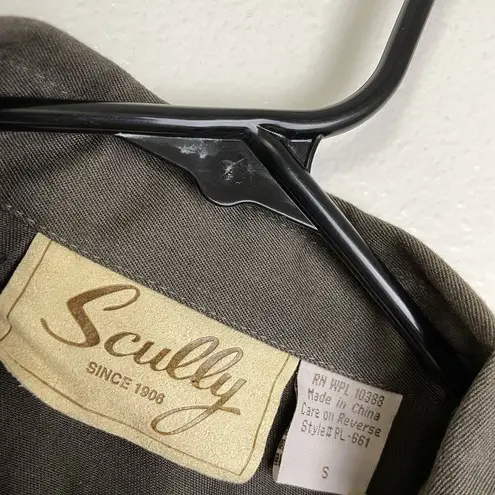 Scully
SINCE 1906
RN WPL 10388
Made in China
Care on Reverse
Style# PL-661
S